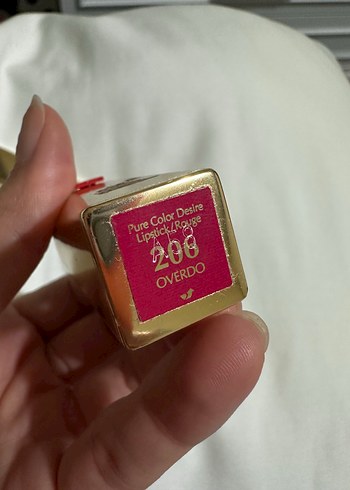 Pure Color Desire
Lipstick/Rouge
200
OVERDO